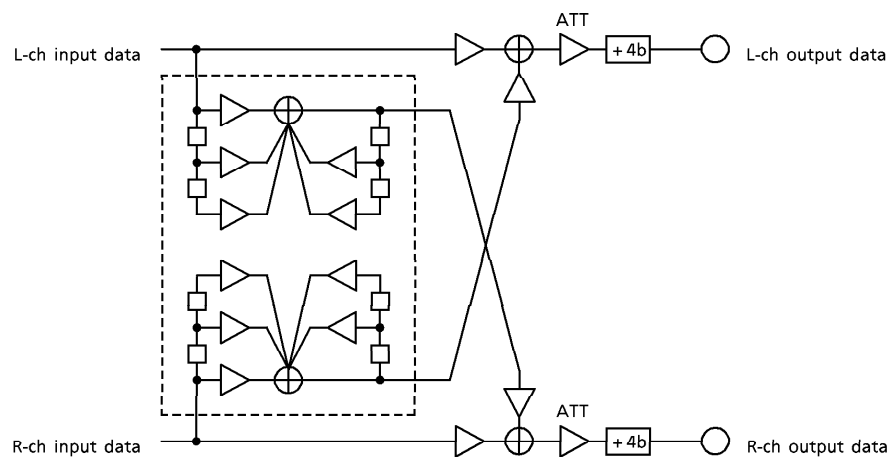 ATT
L-ch input data
+ 4b
L-ch output data
ATT
R-ch input data
+ 4b
R-ch output data